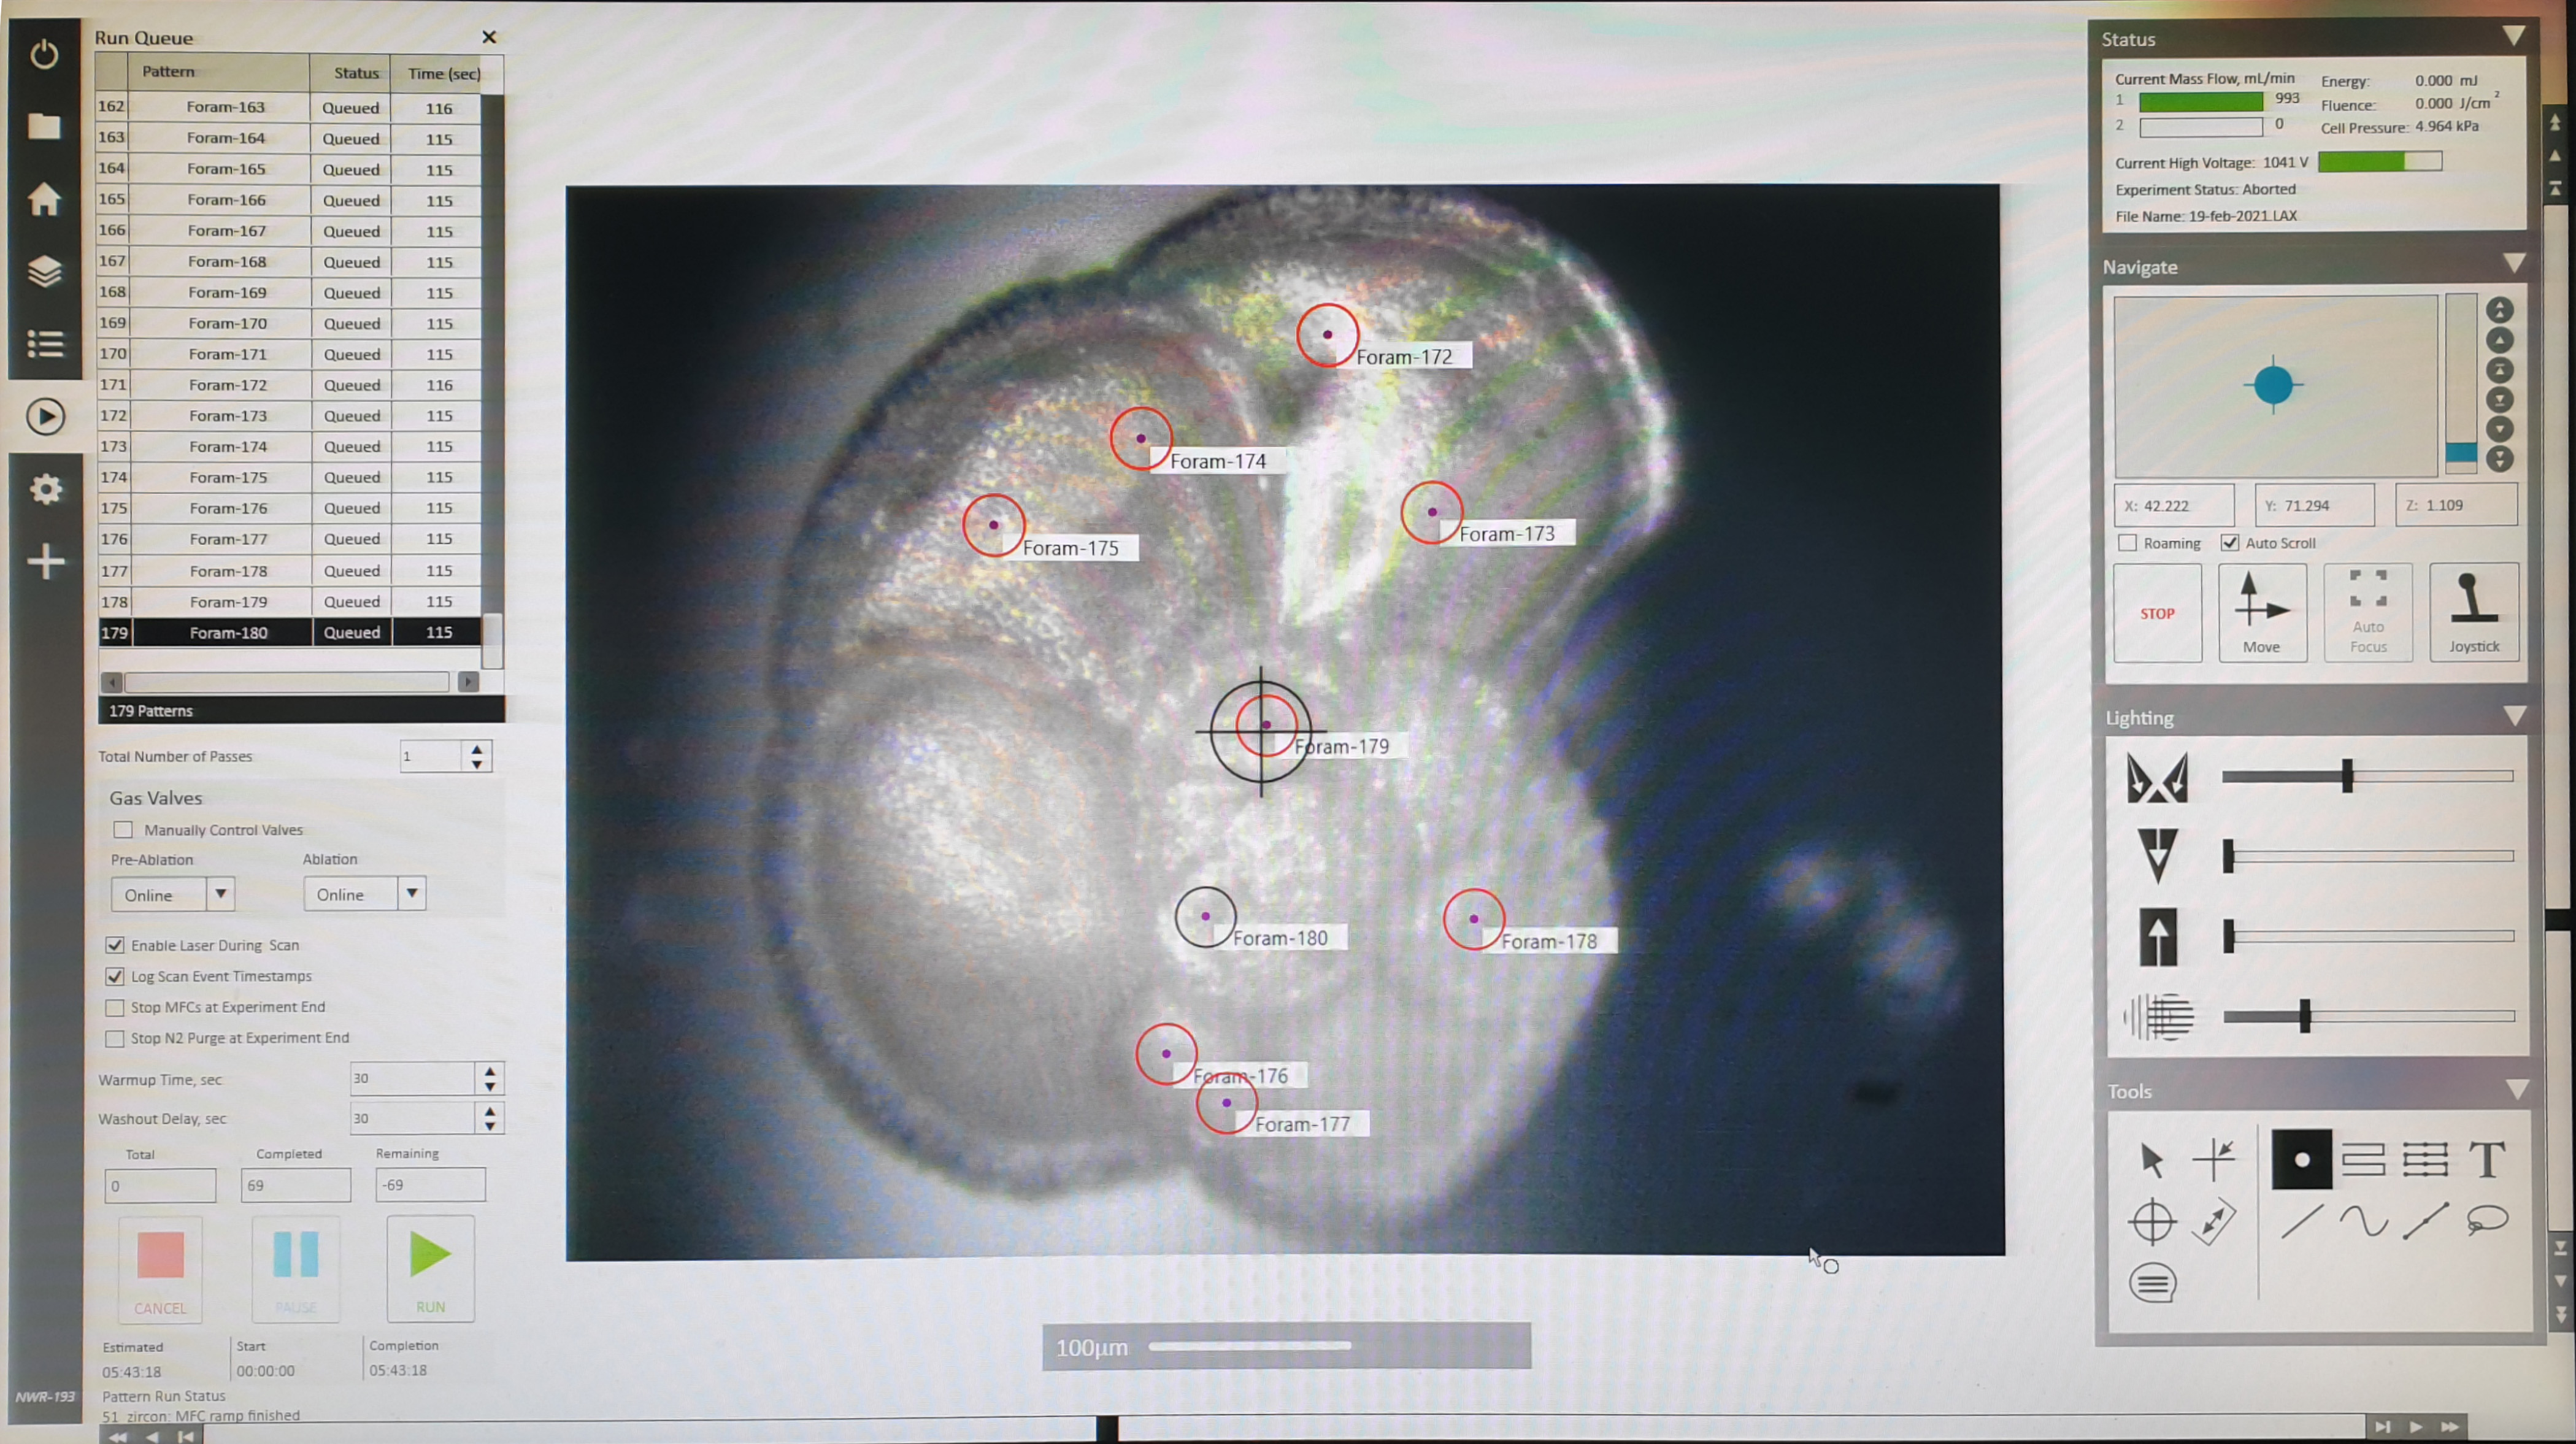 Run Queue
Pattern Status Time (sec)
162 Foram-163 Queued 116
163 Foram-164 Queued 115
164 Foram-165 Queued 115
165 Foram-166 Queued 115
166 Foram-167 Queued 115
167 Foram-168 Queued 115
168 Foram-169 Queued 115
169 Foram-170 Queued 115
170 Foram-171 Queued 115
171 Foram-172 Queued 116
172 Foram-173 Queued 115
173 Foram-174 Queued 115
174 Foram-175 Queued 115
175 Foram-176 Queued 115
176 Foram-177 Queued 115
177 Foram-178 Queued 115
178 Foram-179 Queued 115
179 Foram-180 Queued 115
179 Patterns
Total Number of Passes 1
Gas Valves
Manually Control Valves
Pre-Ablation Ablation
Online Online
Enable Laser During Scan
Log Scan Event Timestamps
Stop MFCs at Experiment End
Stop N2 Purge at Experiment End
Warmup Time, sec 30
Washout Delay, sec 30
Total Completed Remaining
0 69 -69
CANCEL PAUSE RUN
Estimated Start Completion
05:43:18 00:00:00 05:43:18
NWR-193
Pattern Run Status
51 zircon: MFC ramp finished
Foram-172
Foram-174
Foram-173
Foram-175
Foram-179
Foram-180
Foram-178
Foram-176
Foram-177
100µm
Status
Current Mass Flow, mL/min
1 993
2 0
Energy: 0.000 mJ
Fluence: 0.000 J/cm²
Cell Pressure: 4.964 kPa
Current High Voltage: 1041 V
Experiment Status: Aborted
File Name: 19-feb-2021.LAX
Navigate
X: 42.222 Y: 71.294 Z: 1.109
Roaming Auto Scroll
STOP Move Auto Focus Joystick
Lighting
Tools
T